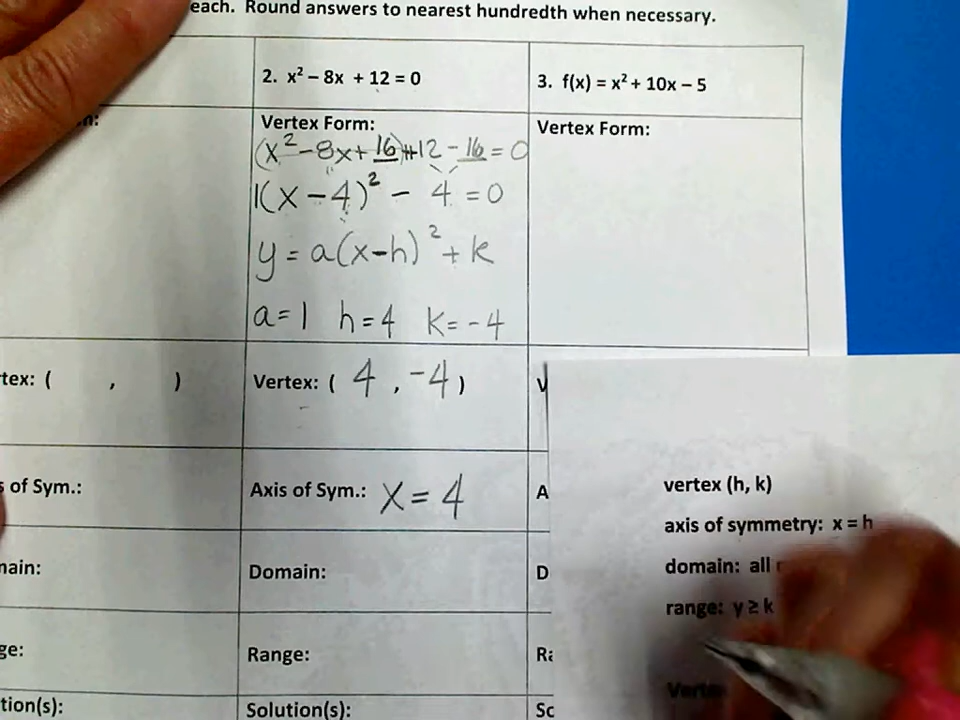 each. Round answers to nearest hundredth when necessary.
2. x² – 8x + 12 = 0
3. f(x) = x² + 10x – 5
Vertex Form:
(x² - 8x + 16) + 12 - 16 = 0
1(x - 4)² - 4 = 0
y = a(x-h)² + k
a = 1 h = 4 k = -4
Vertex Form:
tex: ( , )
Vertex: ( 4 , -4 )
V
s of Sym.:
Axis of Sym.: x = 4
A
nain:
Domain:
D
ge:
Range:
Ra
tion(s):
Solution(s):
Sc
vertex (h, k)
axis of symmetry: x = h
domain: all
range: y ≥ k